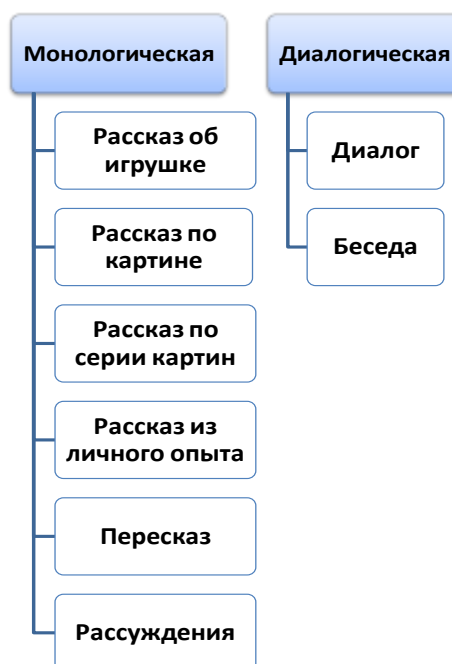 Монологическая
Рассказ об
игрушке
Рассказ по
картине
Рассказ по
серии картин
Рассказ из
личного опыта
Пересказ
Рассуждения
Диалогическая
Диалог
Беседа